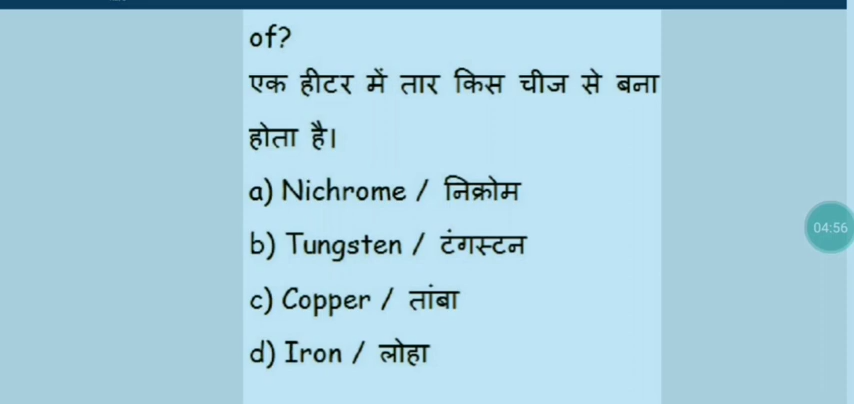 of?
एक हीटर में तार किस चीज से बना
होता है।
a) Nichrome / निक्रोम
b) Tungsten / टंगस्टन
c) Copper / तांबा
d) Iron / लोहा
04:56